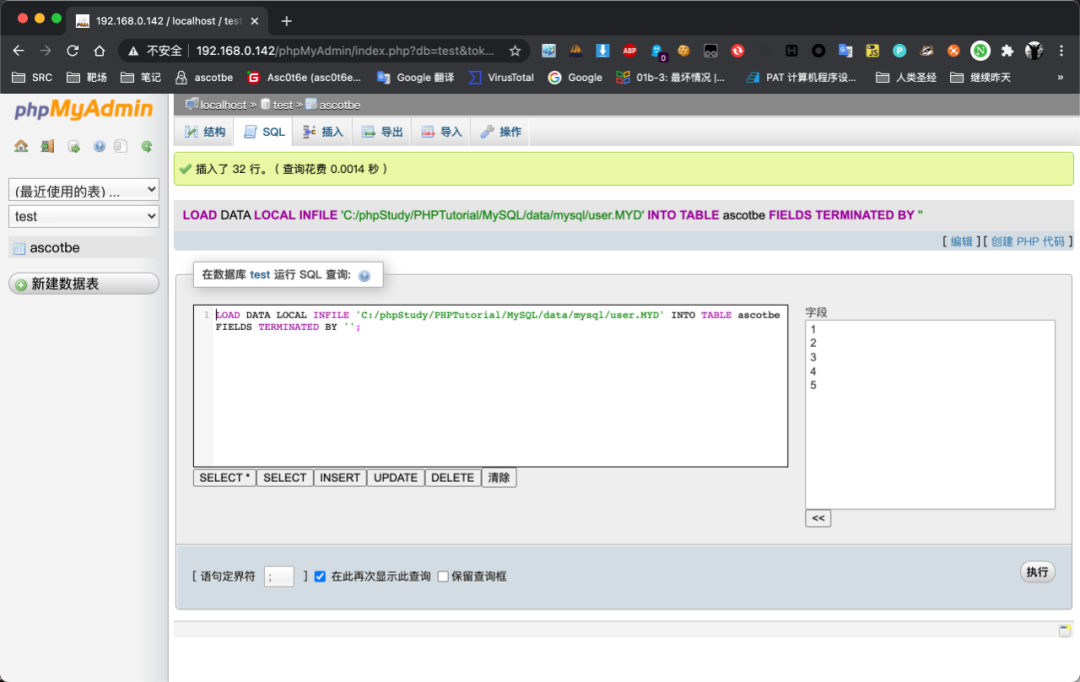 192.168.0.142 / localhost / test
不安全 192.168.0.142/phpMyAdmin/index.php?db=test&tok...
SRC 靶场 笔记 ascotbe Asc0t6e (asc0t6e... Google 翻译 VirusTotal Google 01b-3: 最坏情况 |... PAT 计算机程序设... 人类圣经 继续昨天 »
phpMyAdmin
localhost » test » ascotbe
结构 SQL 插入 导出 导入 操作
插入了 32 行。 ( 查询花费 0.0014 秒 )
(最近使用的表) ...
test
ascotbe
新建数据表
LOAD DATA LOCAL INFILE 'C:/phpStudy/PHPTutorial/MySQL/data/mysql/user.MYD' INTO TABLE ascotbe FIELDS TERMINATED BY ''
[ 编辑 ] [ 创建 PHP 代码 ]
在数据库 test 运行 SQL 查询:
1 LOAD DATA LOCAL INFILE 'C:/phpStudy/PHPTutorial/MySQL/data/mysql/user.MYD' INTO TABLE ascotbe
FIELDS TERMINATED BY '';
字段
1
2
3
4
5
SELECT * SELECT INSERT UPDATE DELETE 清除
<<
[ 语句定界符 ; ] 在此再次显示此查询 保留查询框
执行